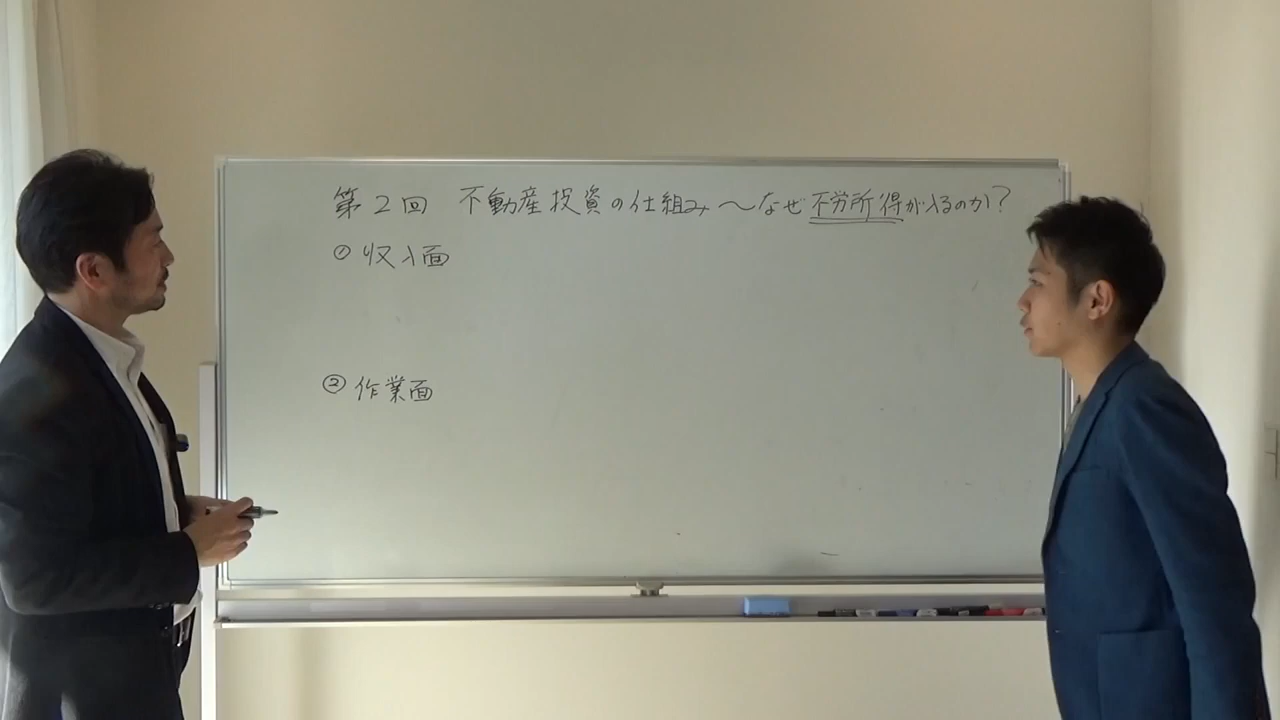 第2回 不動産投資の仕組み〜なぜ不労所得が入るのか?
① 収入面
② 作業面